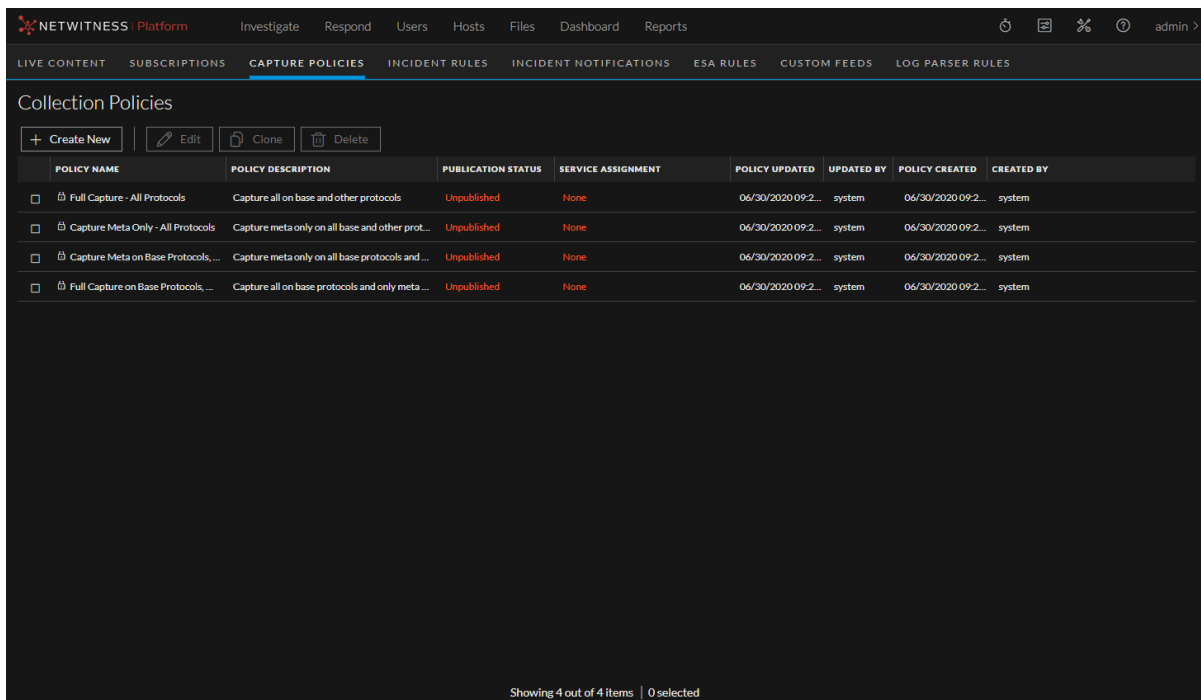 NETWITNESS | Platform Investigate Respond Users Hosts Files Dashboard Reports admin >
LIVE CONTENT SUBSCRIPTIONS CAPTURE POLICIES INCIDENT RULES INCIDENT NOTIFICATIONS ESA RULES CUSTOM FEEDS LOG PARSER RULES
Collection Policies
+ Create New Edit Clone Delete
POLICY NAME POLICY DESCRIPTION PUBLICATION STATUS SERVICE ASSIGNMENT POLICY UPDATED UPDATED BY POLICY CREATED CREATED BY
Full Capture - All Protocols Capture all on base and other protocols Unpublished None 06/30/2020 09:2... system 06/30/2020 09:2... system
Capture Meta Only - All Protocols Capture meta only on all base and other prot... Unpublished None 06/30/2020 09:2... system 06/30/2020 09:2... system
Capture Meta on Base Protocols, ... Capture meta only on all base protocols and ... Unpublished None 06/30/2020 09:2... system 06/30/2020 09:2... system
Full Capture on Base Protocols, ... Capture all on base protocols and only meta ... Unpublished None 06/30/2020 09:2... system 06/30/2020 09:2... system
Showing 4 out of 4 items | 0 selected